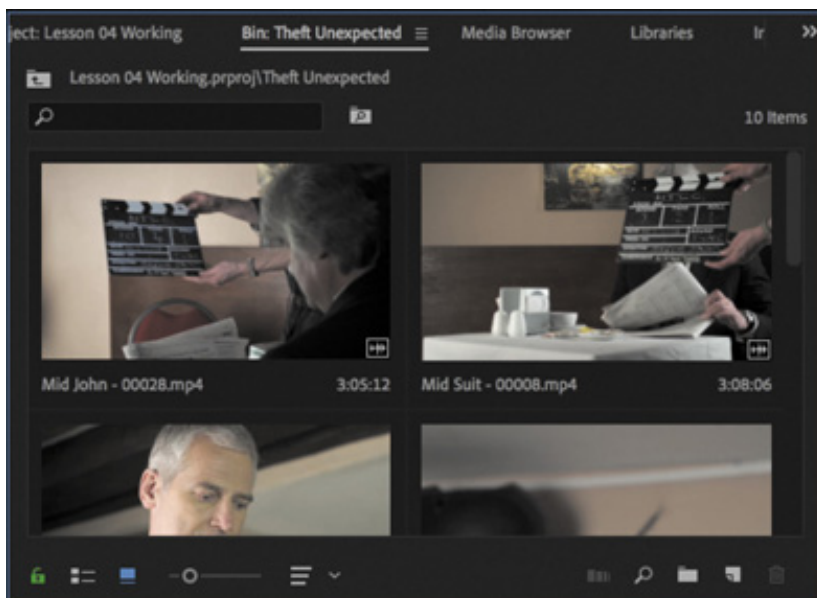 ject: Lesson 04 Working Bin: Theft Unexpected Media Browser Libraries Ir
Lesson 04 Working.prproj\Theft Unexpected
10 Items
Mid John - 00028.mp4 3:05:12 Mid Suit - 00008.mp4 3:08:06